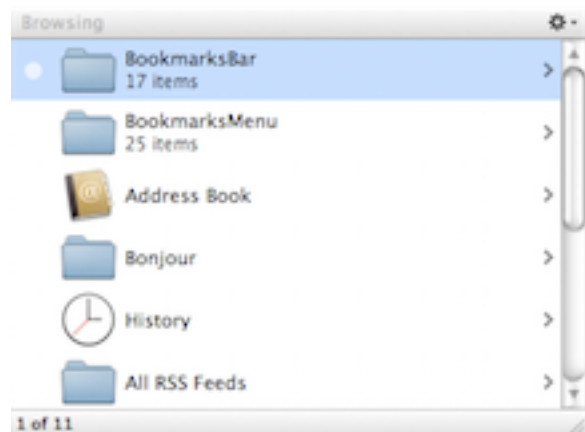 Browsing
BookmarksBar
17 items
BookmarksMenu
25 items
Address Book
Bonjour
History
All RSS Feeds
1 of 11